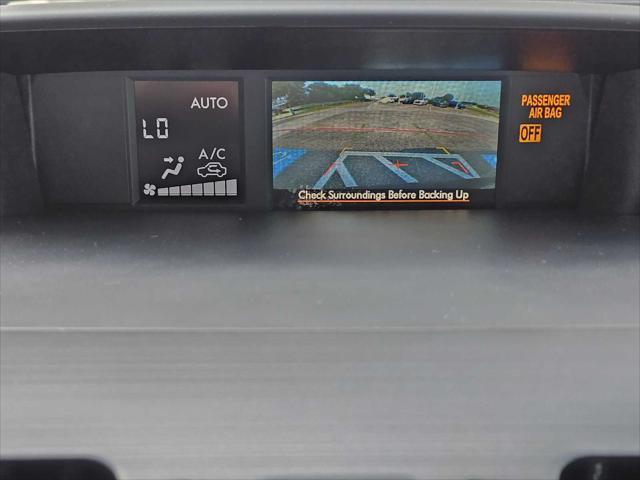 AUTO
LO
A/C
Check Surroundings Before Backing Up
PASSENGER
AIR BAG
OFF